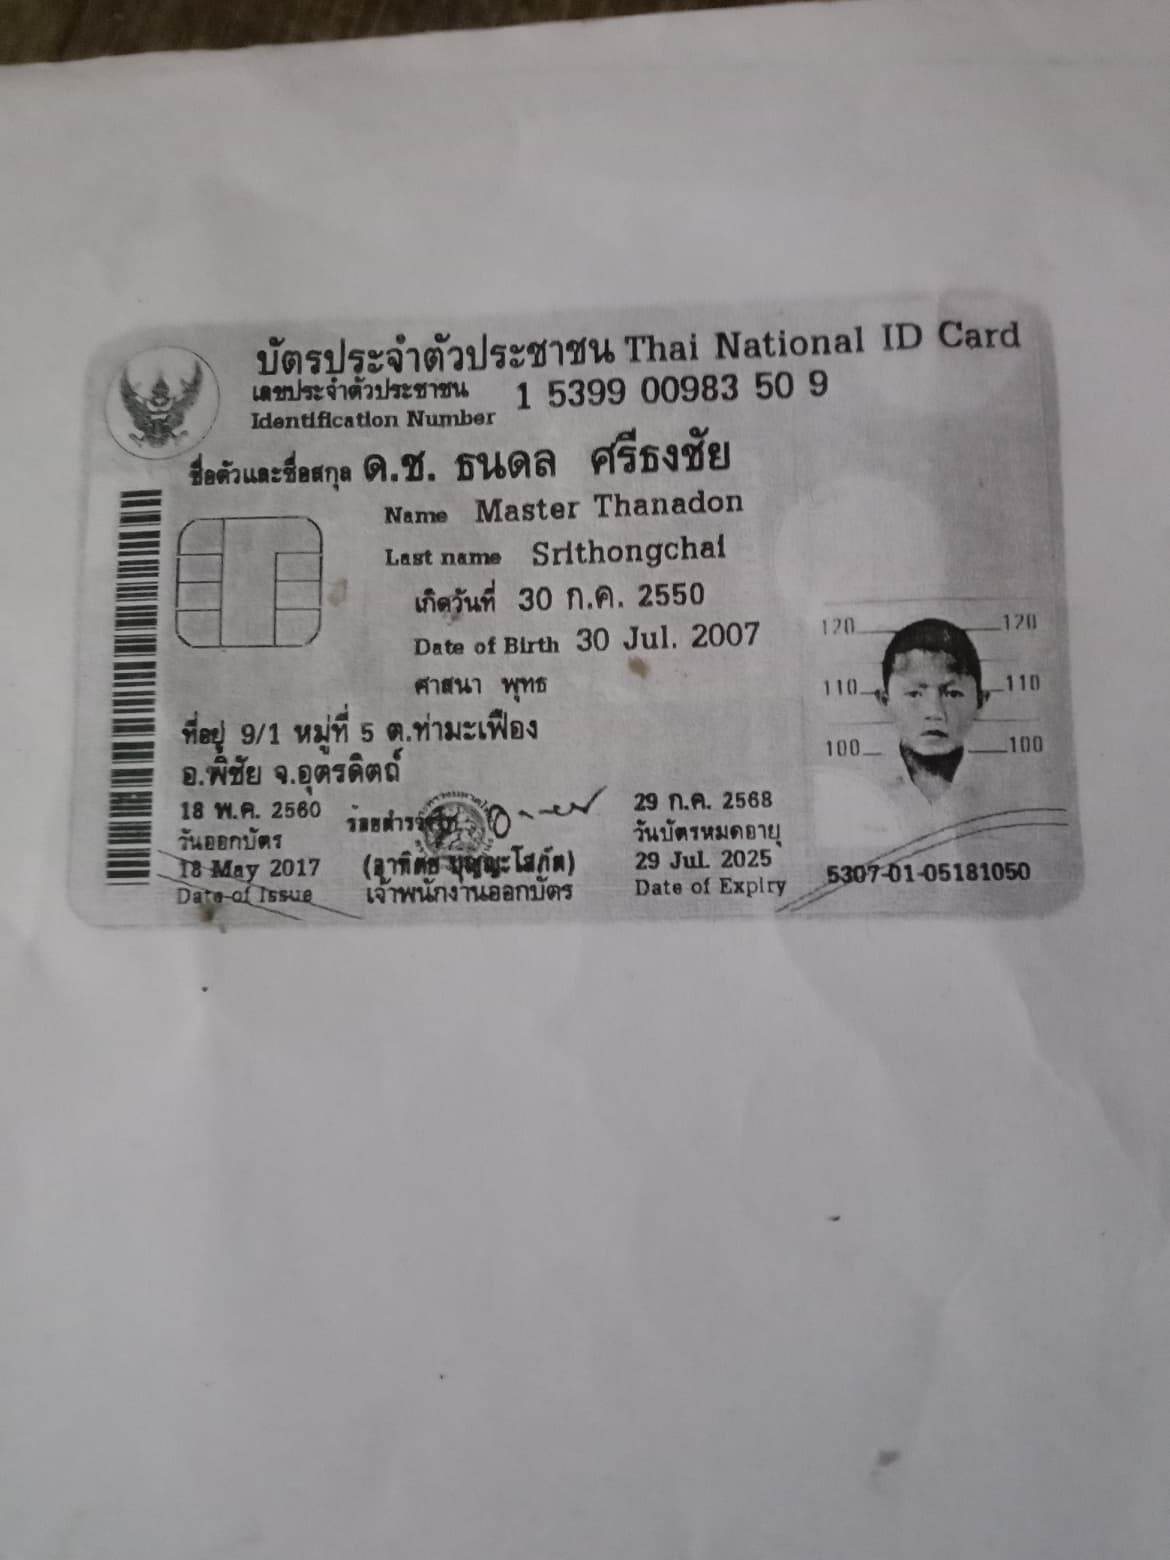 บัตรประจำตัวประชาชน Thai National ID Card
เลขประจำตัวประชาชน 1 5399 00983 50 9
Identification Number
ชื่อตัวและชื่อสกุล ด.ช. ธนดล ศรีธงชัย
Name Master Thanadon
Last name Srithongchai
เกิดวันที่ 30 ก.ค. 2550
Date of Birth 30 Jul. 2007
ศาสนา พุทธ
ที่อยู่ 9/1 หมู่ที่ 5 ต.ท่ามะเฟือง
อ.พิชัย จ.อุตรดิตถ์
120 120
110 110
100 100
18 พ.ค. 2560
วันออกบัตร
18 May 2017
Date of Issue
ร้อยตำรวจโท
เจ้าพนักงานออกบัตร
29 ก.ค. 2568
วันบัตรหมดอายุ
29 Jul. 2025
Date of Expiry
5307-01-05181050